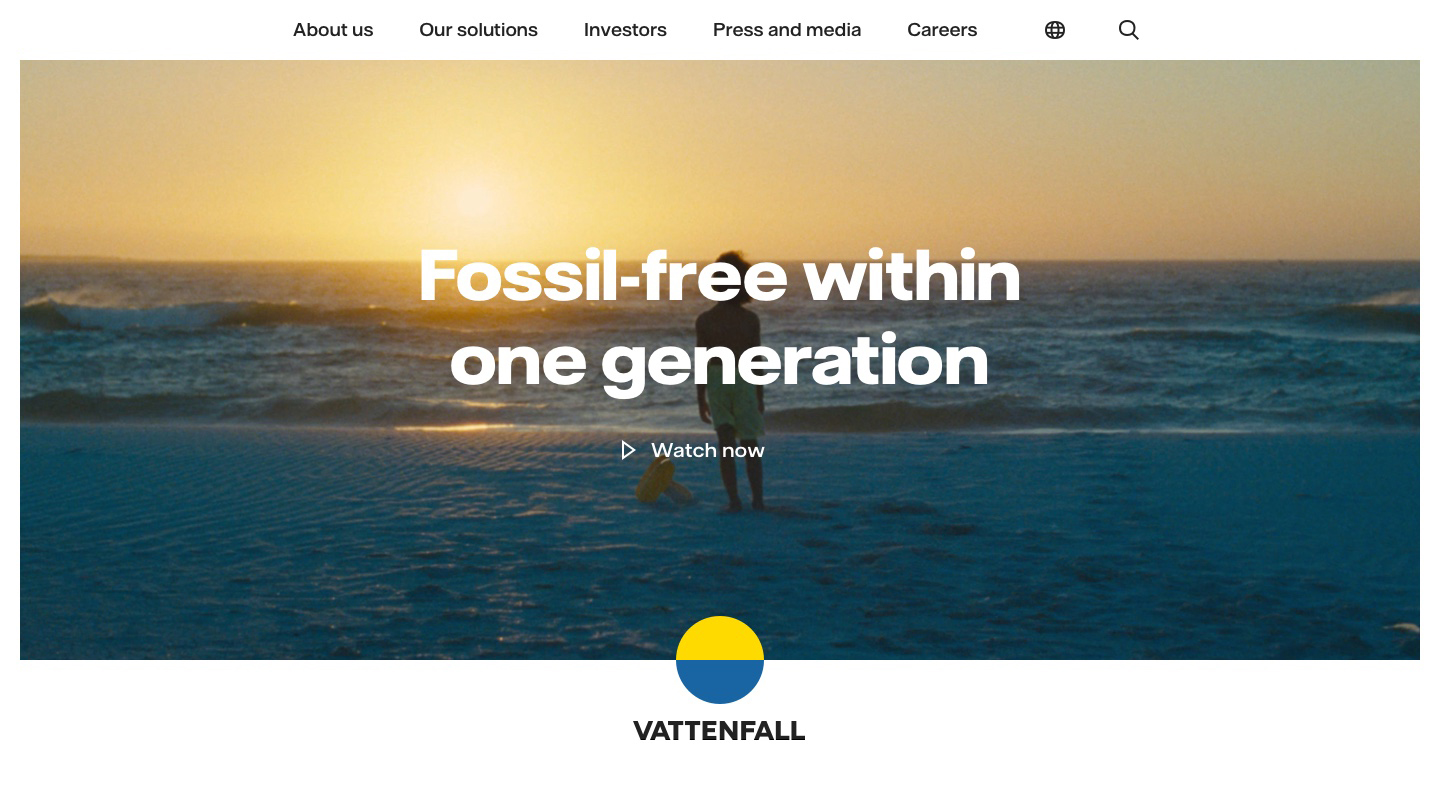 About us Our solutions Investors Press and media Careers
Fossil-free within
one generation
Watch now
VATTENFALL